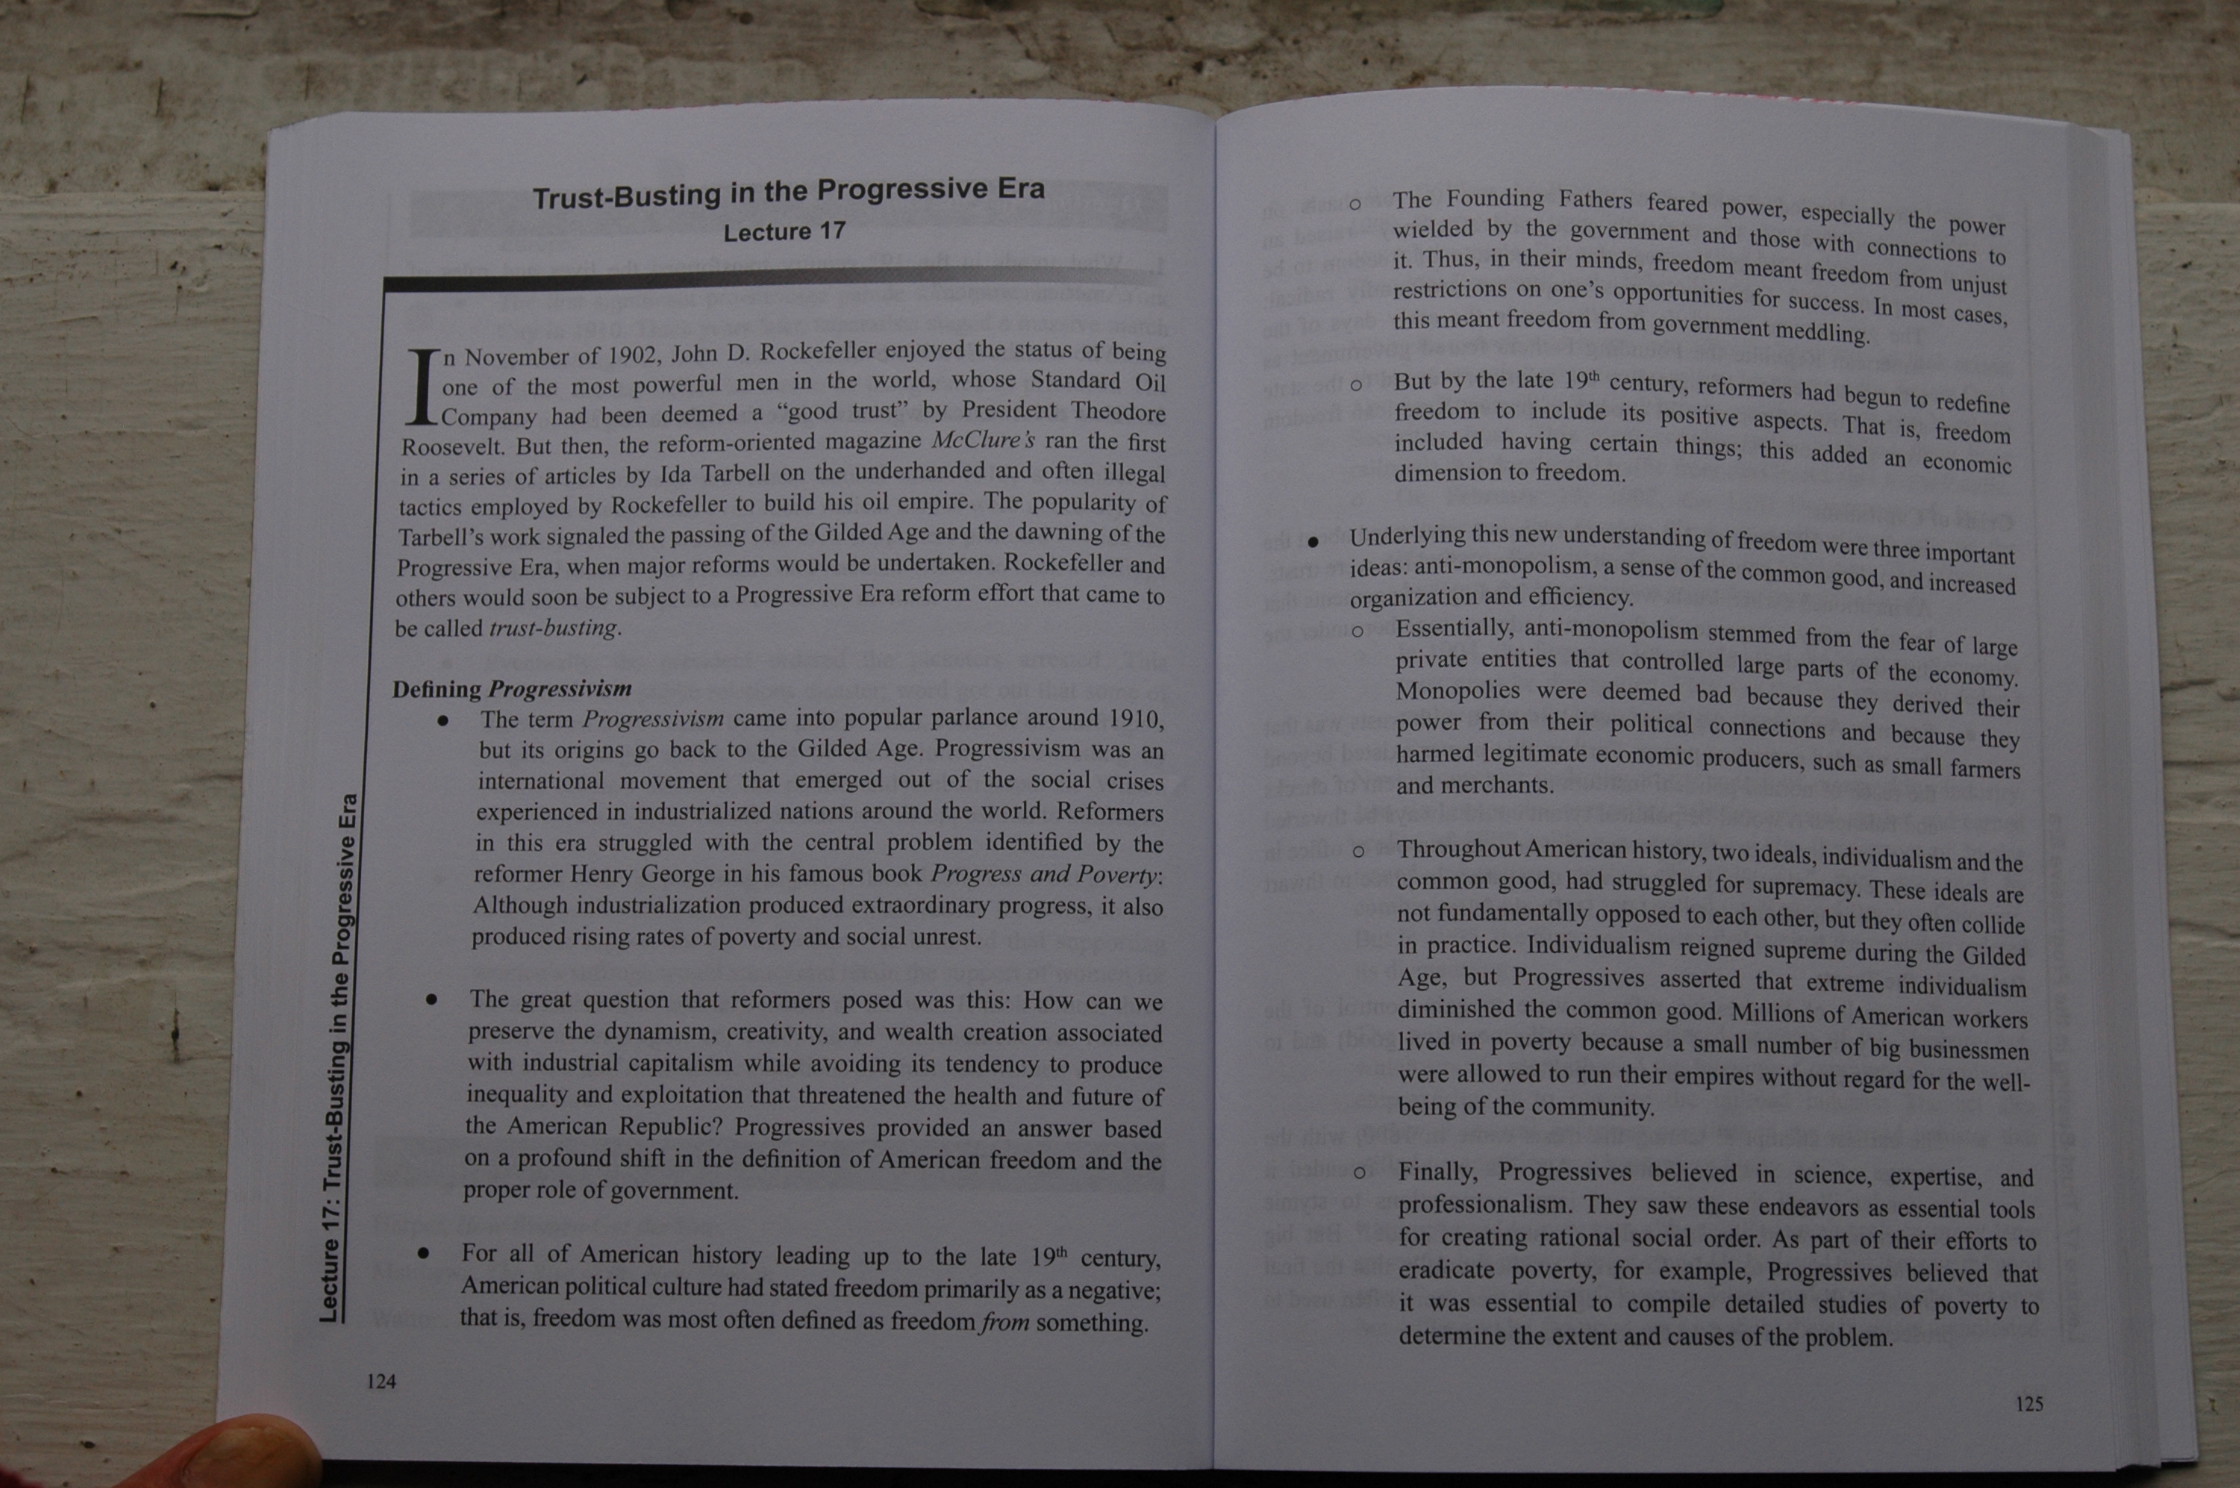 Trust-Busting in the Progressive Era
Lecture 17
In November of 1902, John D. Rockefeller enjoyed the status of being
one of the most powerful men in the world, whose Standard Oil
Company had been deemed a “good trust” by President Theodore
Roosevelt. But then, the reform-oriented magazine McClure’s ran the first
in a series of articles by Ida Tarbell on the underhanded and often illegal
tactics employed by Rockefeller to build his oil empire. The popularity of
Tarbell’s work signaled the passing of the Gilded Age and the dawning of the
Progressive Era, when major reforms would be undertaken. Rockefeller and
others would soon be subject to a Progressive Era reform effort that came to
be called trust-busting.
Defining Progressivism
● The term Progressivism came into popular parlance around 1910,
but its origins go back to the Gilded Age. Progressivism was an
international movement that emerged out of the social crises
experienced in industrialized nations around the world. Reformers
in this era struggled with the central problem identified by the
reformer Henry George in his famous book Progress and Poverty:
Although industrialization produced extraordinary progress, it also
produced rising rates of poverty and social unrest.
● The great question that reformers posed was this: How can we
preserve the dynamism, creativity, and wealth creation associated
with industrial capitalism while avoiding its tendency to produce
inequality and exploitation that threatened the health and future of
the American Republic? Progressives provided an answer based
on a profound shift in the definition of American freedom and the
proper role of government.
● For all of American history leading up to the late 19th century,
American political culture had stated freedom primarily as a negative;
that is, freedom was most often defined as freedom from something.
Lecture 17: Trust-Busting in the Progressive Era
124
○ The Founding Fathers feared power, especially the power
wielded by the government and those with connections to
it. Thus, in their minds, freedom meant freedom from unjust
restrictions on one’s opportunities for success. In most cases,
this meant freedom from government meddling.
○ But by the late 19th century, reformers had begun to redefine
freedom to include its positive aspects. That is, freedom
included having certain things; this added an economic
dimension to freedom.
● Underlying this new understanding of freedom were three important
ideas: anti-monopolism, a sense of the common good, and increased
organization and efficiency.
○ Essentially, anti-monopolism stemmed from the fear of large
private entities that controlled large parts of the economy.
Monopolies were deemed bad because they derived their
power from their political connections and because they
harmed legitimate economic producers, such as small farmers
and merchants.
○ Throughout American history, two ideals, individualism and the
common good, had struggled for supremacy. These ideals are
not fundamentally opposed to each other, but they often collide
in practice. Individualism reigned supreme during the Gilded
Age, but Progressives asserted that extreme individualism
diminished the common good. Millions of American workers
lived in poverty because a small number of big businessmen
were allowed to run their empires without regard for the well-
being of the community.
○ Finally, Progressives believed in science, expertise, and
professionalism. They saw these endeavors as essential tools
for creating rational social order. As part of their efforts to
eradicate poverty, for example, Progressives believed that
it was essential to compile detailed studies of poverty to
determine the extent and causes of the problem.
125